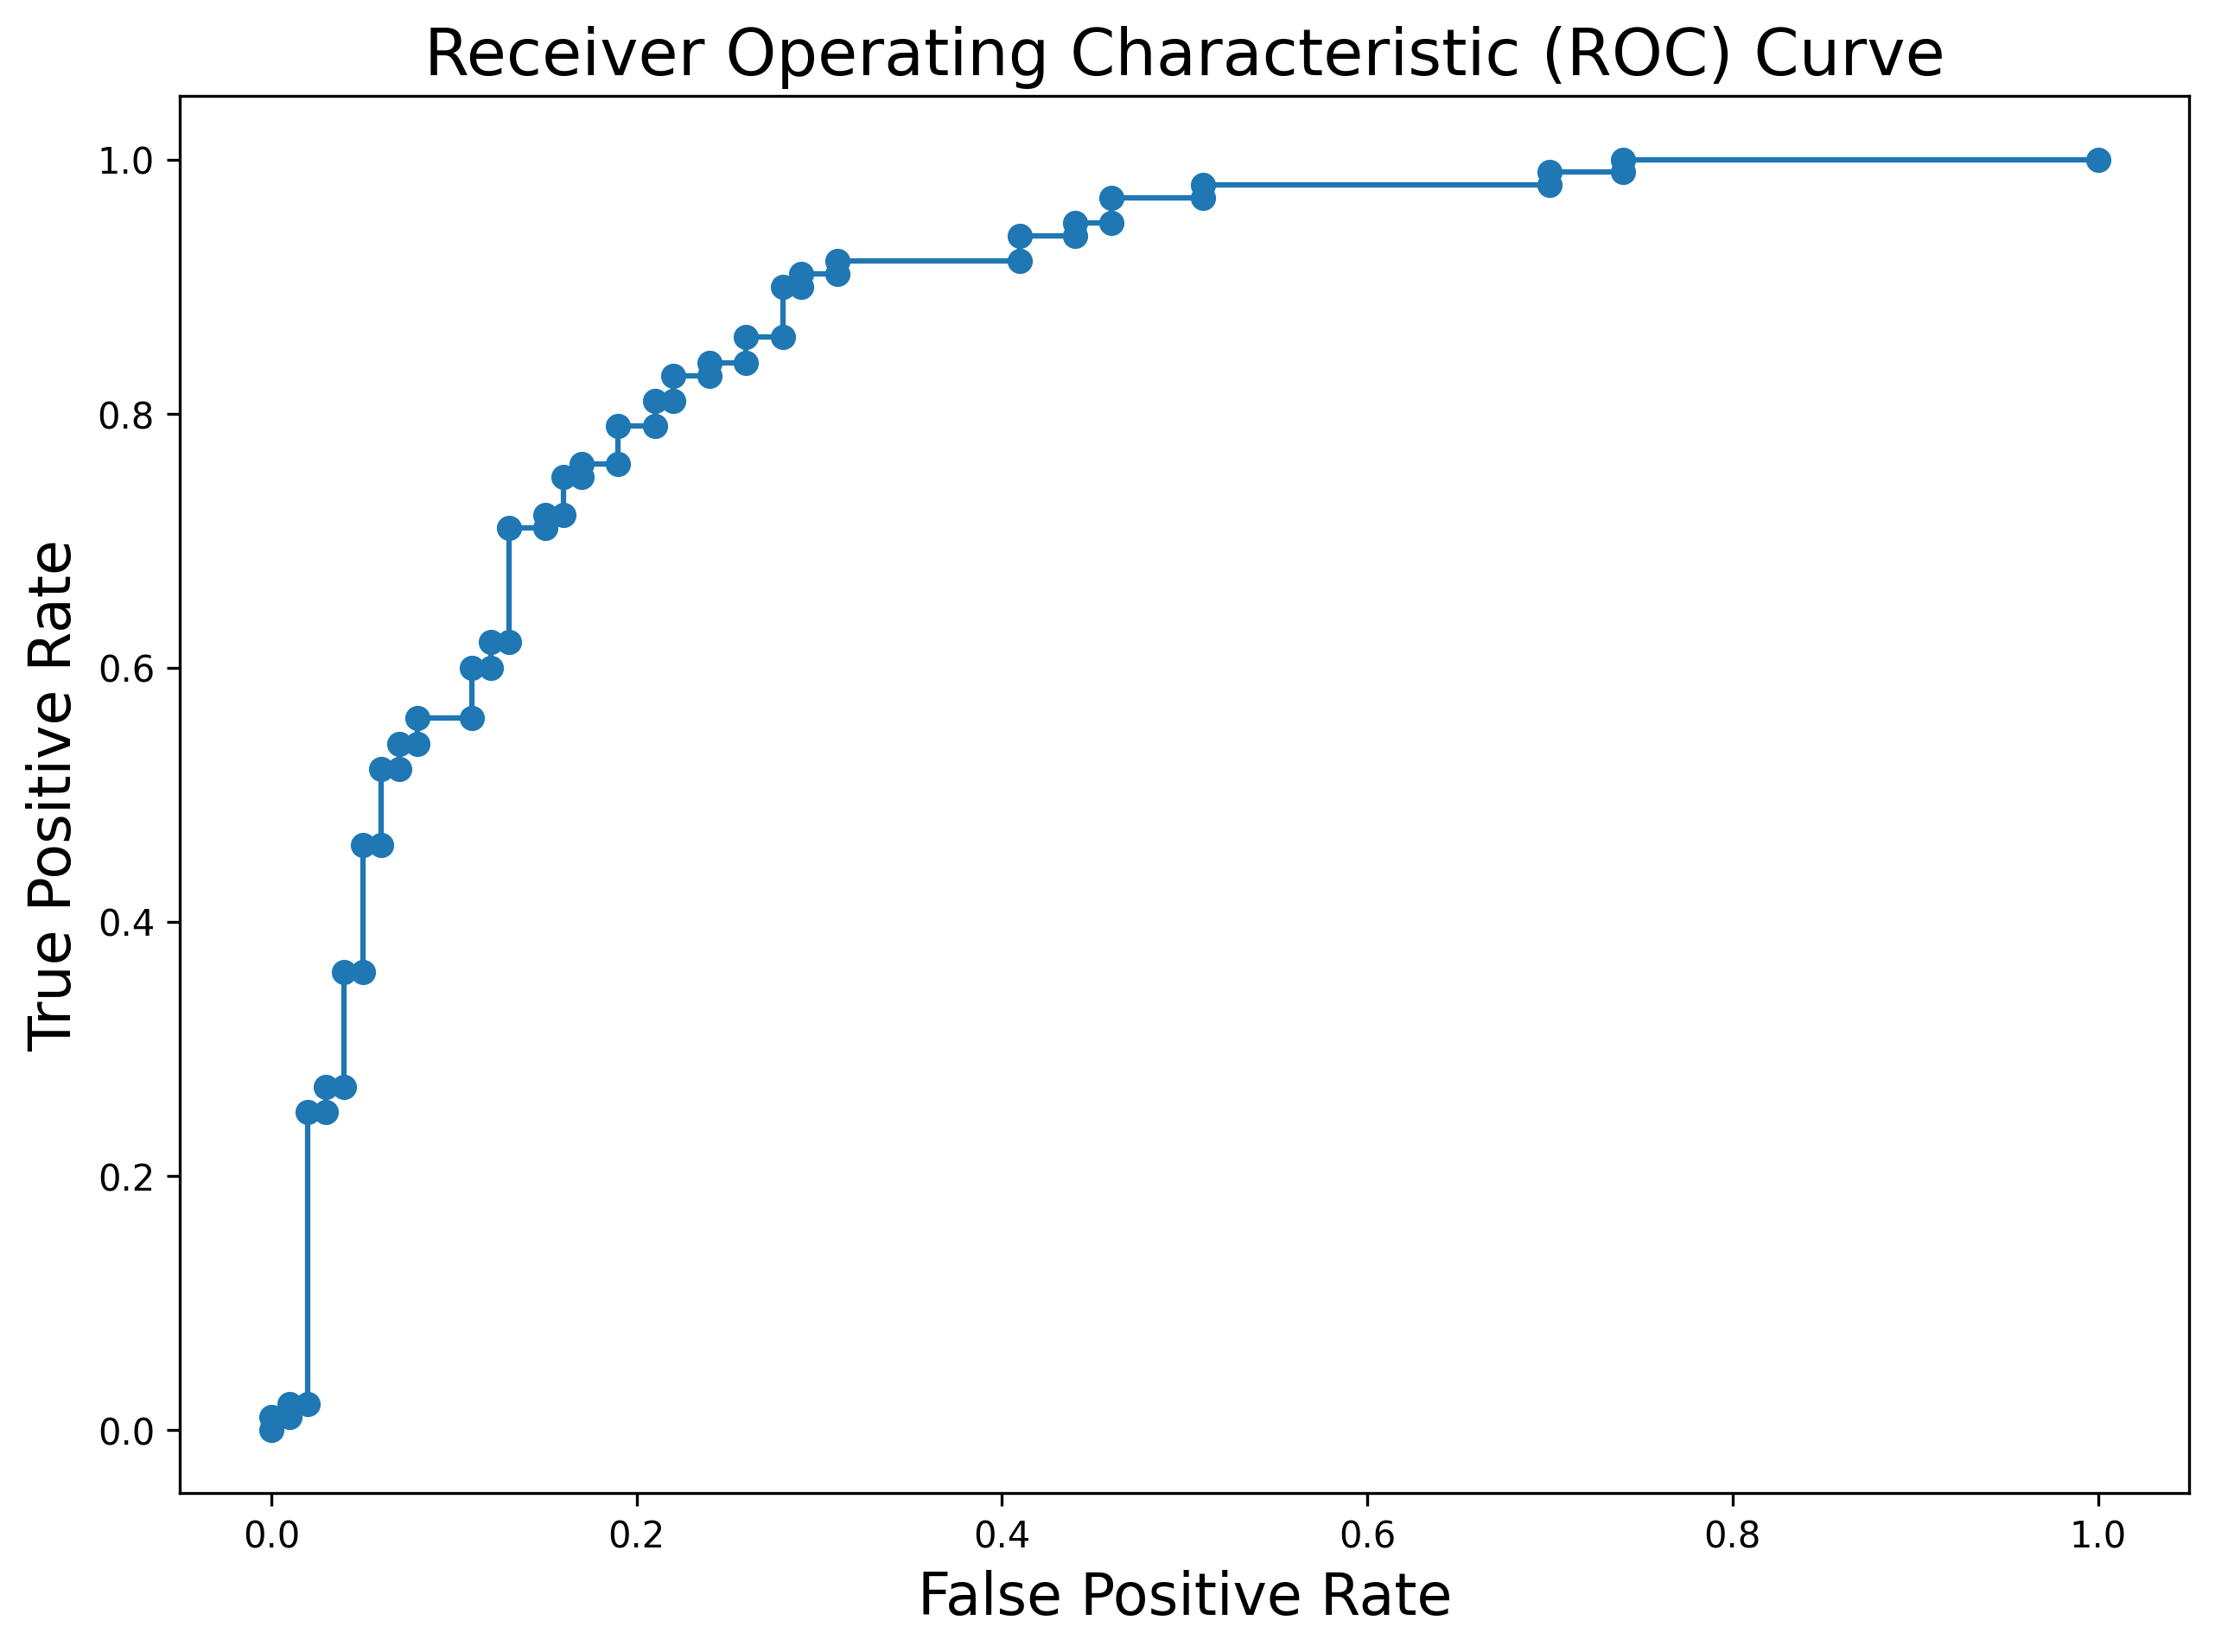 Receiver Operating Characteristic (ROC) Curve
True Positive Rate
1.0
0.8
0.6
0.4
0.2
0.0
0.0 0.2 0.4 0.6 0.8 1.0
False Positive Rate